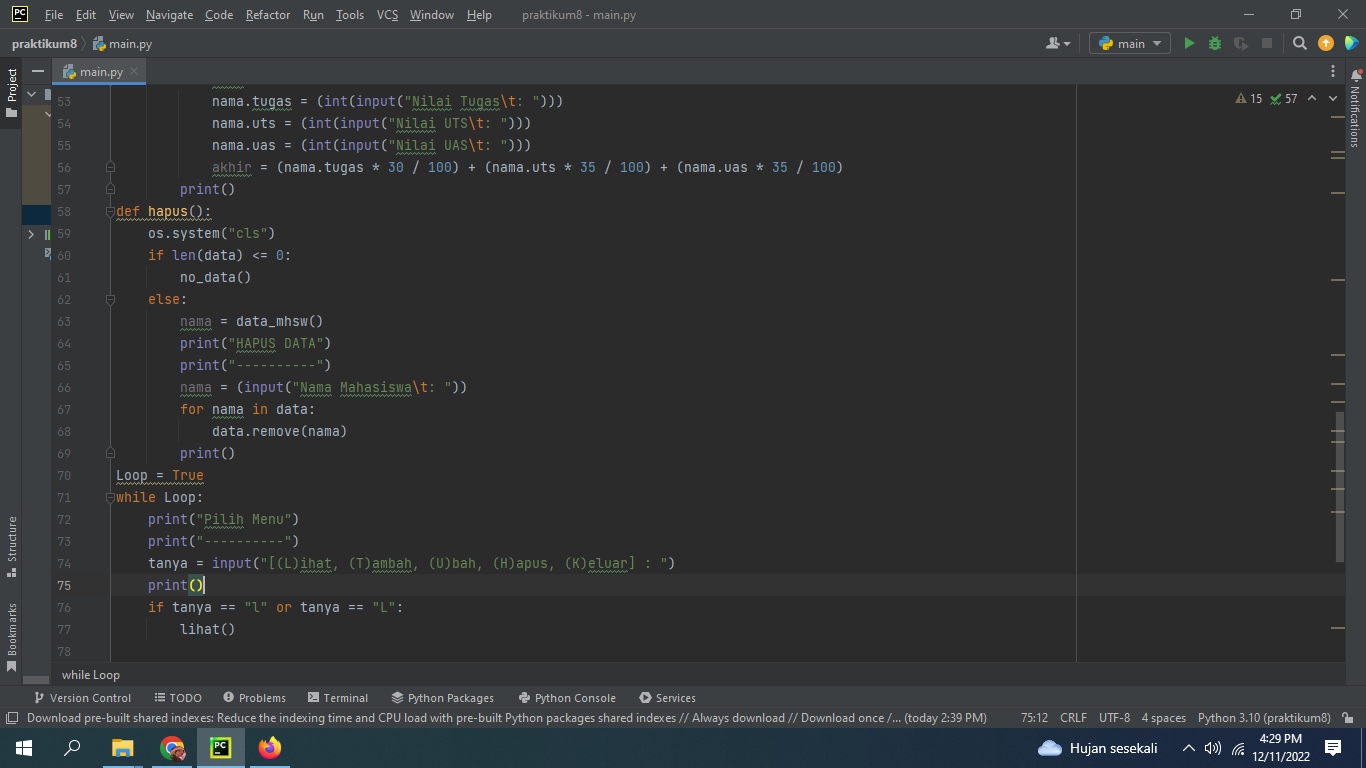 PC File Edit View Navigate Code Refactor Run Tools VCS Window Help praktikum8 - main.py
praktikum8 main.py main
Project
main.py
Notifications
15 57
53 nama.tugas = (int(input("Nilai Tugas\t: ")))
54 nama.uts = (int(input("Nilai UTS\t: ")))
55 nama.uas = (int(input("Nilai UAS\t: ")))
56 akhir = (nama.tugas * 30 / 100) + (nama.uts * 35 / 100) + (nama.uas * 35 / 100)
57 print()
58 def hapus():
59 os.system("cls")
60 if len(data) <= 0:
61 no_data()
62 else:
63 nama = data_mhsw()
64 print("HAPUS DATA")
65 print("----------")
66 nama = (input("Nama Mahasiswa\t: "))
67 for nama in data:
68 data.remove(nama)
69 print()
70 Loop = True
71 while Loop:
72 print("Pilih Menu")
73 print("----------")
74 tanya = input("[(L)ihat, (T)ambah, (U)bah, (H)apus, (K)eluar] : ")
75 print()
76 if tanya == "l" or tanya == "L":
77 lihat()
78
Structure
Bookmarks
while Loop
Version Control TODO Problems Terminal Python Packages Python Console Services
Download pre-built shared indexes: Reduce the indexing time and CPU load with pre-built Python packages shared indexes // Always download // Download once /... (today 2:39 PM) 75:12 CRLF UTF-8 4 spaces Python 3.10 (praktikum8)
PC Hujan sesekali 4:29 PM
12/11/2022